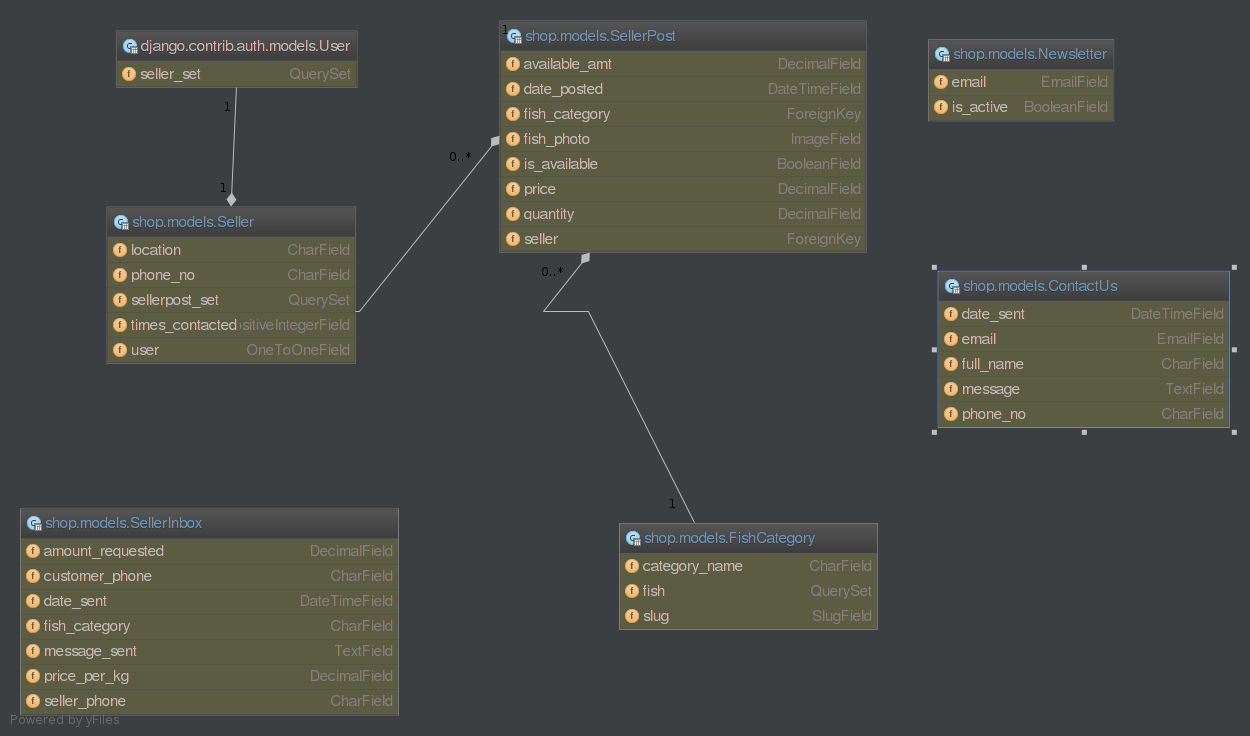 django.contrib.auth.models.User
seller_set QuerySet
1
1
shop.models.Seller
location CharField
phone_no CharField
sellerpost_set QuerySet
times_contacted sitiveIntegerField
user OneToOneField
0..*
1
shop.models.SellerPost
available_amt DecimalField
date_posted DateTimeField
fish_category ForeignKey
fish_photo ImageField
is_available BooleanField
price DecimalField
quantity DecimalField
seller ForeignKey
0..*
1
shop.models.FishCategory
category_name CharField
fish QuerySet
slug SlugField
shop.models.Newsletter
email EmailField
is_active BooleanField
shop.models.ContactUs
date_sent DateTimeField
email EmailField
full_name CharField
message TextField
phone_no CharField
shop.models.SellerInbox
amount_requested DecimalField
customer_phone CharField
date_sent DateTimeField
fish_category CharField
message_sent TextField
price_per_kg DecimalField
seller_phone CharField
Powered by yFiles